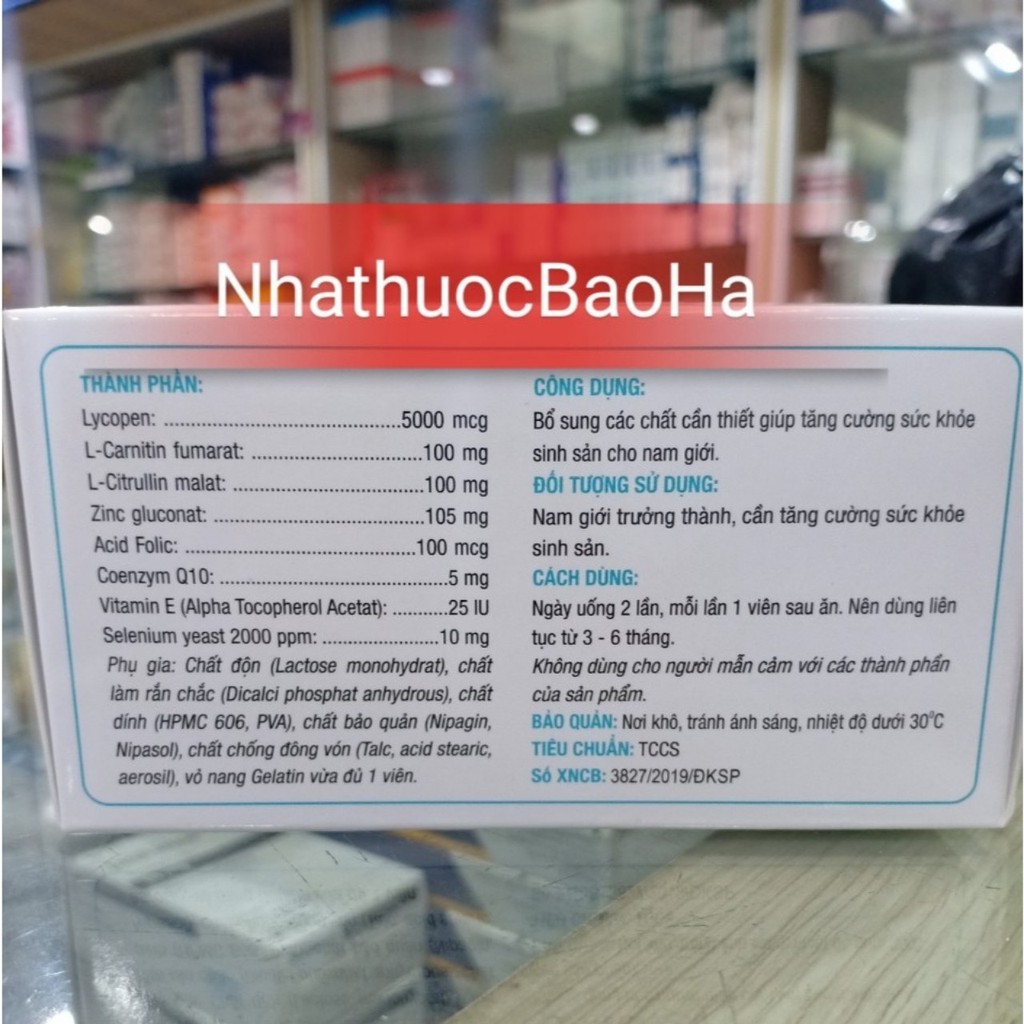 NhathuocBaoHa
THÀNH PHẦN:
Lycopen: ........................................5000 mcg
L-Carnitin fumarat: .............................100 mg
L-Citrullin malat: ................................100 mg
Zinc gluconat: ...................................105 mg
Acid Folic: .......................................100 mcg
Coenzym Q10: ......................................5 mg
Vitamin E (Alpha Tocopherol Acetat): ..........25 IU
Selenium yeast 2000 ppm: ....................10 mg
Phụ gia: Chất độn (Lactose monohydrat), chất
làm rắn chắc (Dicalci phosphat anhydrous), chất
dính (HPMC 606, PVA), chất bảo quản (Nipagin,
Nipasol), chất chống đông vón (Talc, acid stearic,
aerosil), vỏ nang Gelatin vừa đủ 1 viên.
CÔNG DỤNG:
Bổ sung các chất cần thiết giúp tăng cường sức khỏe
sinh sản cho nam giới.
ĐỐI TƯỢNG SỬ DỤNG:
Nam giới trưởng thành, cần tăng cường sức khỏe
sinh sản.
CÁCH DÙNG:
Ngày uống 2 lần, mỗi lần 1 viên sau ăn. Nên dùng liên
tục từ 3 - 6 tháng.
Không dùng cho người mẫn cảm với các thành phần
của sản phẩm.
BẢO QUẢN: Nơi khô, tránh ánh sáng, nhiệt độ dưới 30°C
TIÊU CHUẨN: TCCS
Số XNCB: 3827/2019/ĐKSP